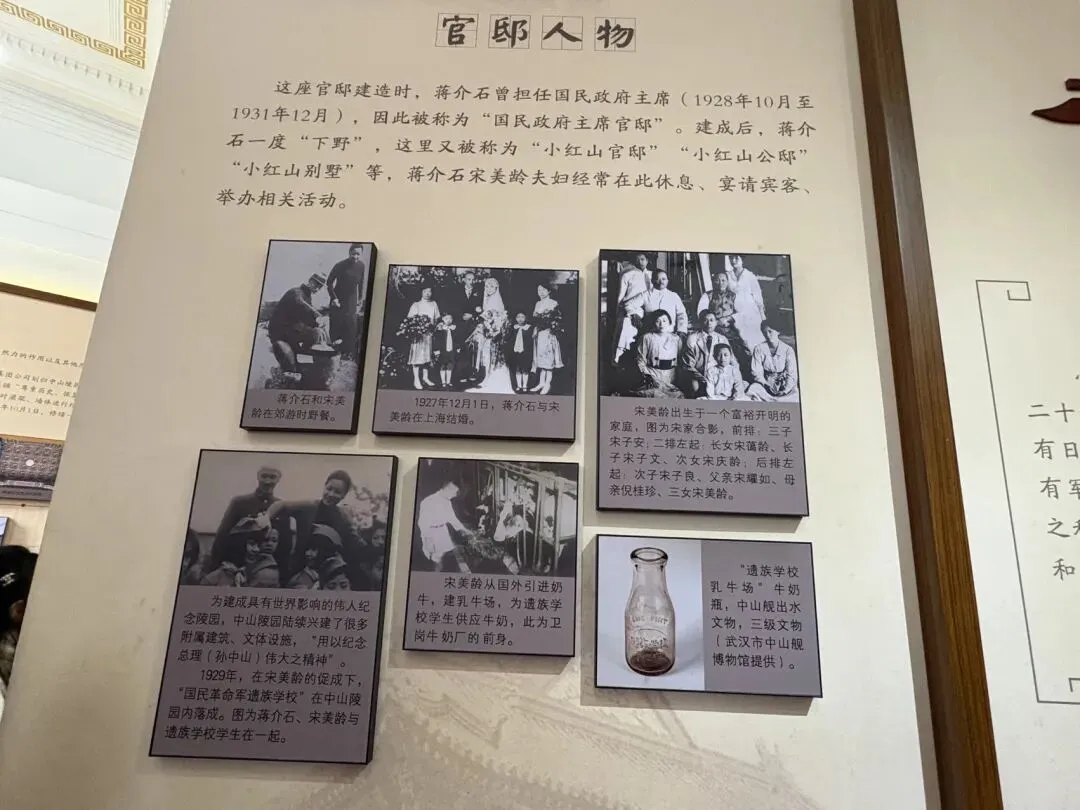 官邸人物
这座官邸建造时，蒋介石曾担任国民政府主席（1928年10月至
1931年12月），因此被称为“国民政府主席官邸”。建成后，蒋介
石一度“下野”，这里又被称为“小红山官邸”“小红山公邸”
“小红山别墅”等，蒋介石宋美龄夫妇经常在此休息、宴请宾客、
举办相关活动。
蒋介石和宋美
龄在郊游时野餐。
1927年12月1日，蒋介石与宋
美龄在上海结婚。
宋美龄出生于一个富裕开明的
家庭，图为宋家合影，前排：三子
宋子安；二排左起：长女宋蔼龄、长
子宋子文、次女宋庆龄；后排左
起：次子宋子良、父亲宋耀如、母
亲倪桂珍、三女宋美龄。
为建成具有世界影响的伟人纪
念陵园，中山陵园陆续兴建了很多
附属建筑、文体设施，“用以纪念
总理（孙中山）伟大之精神”。
1929年，在宋美龄的促成下，
“国民革命军遗族学校”在中山陵
园内落成。图为蒋介石、宋美龄与
遗族学校学生在一起。
宋美龄从国外引进奶
牛，建乳牛场，为遗族学
校学生供应牛奶，此为卫
岗牛奶厂的前身。
“遗族学校
乳牛场”牛奶
瓶，中山舰出水
文物，三级文物
（武汉市中山舰
博物馆提供）。
然力的作用以及其他
集团公司划归中山陵
二十
有日
有军
之
和